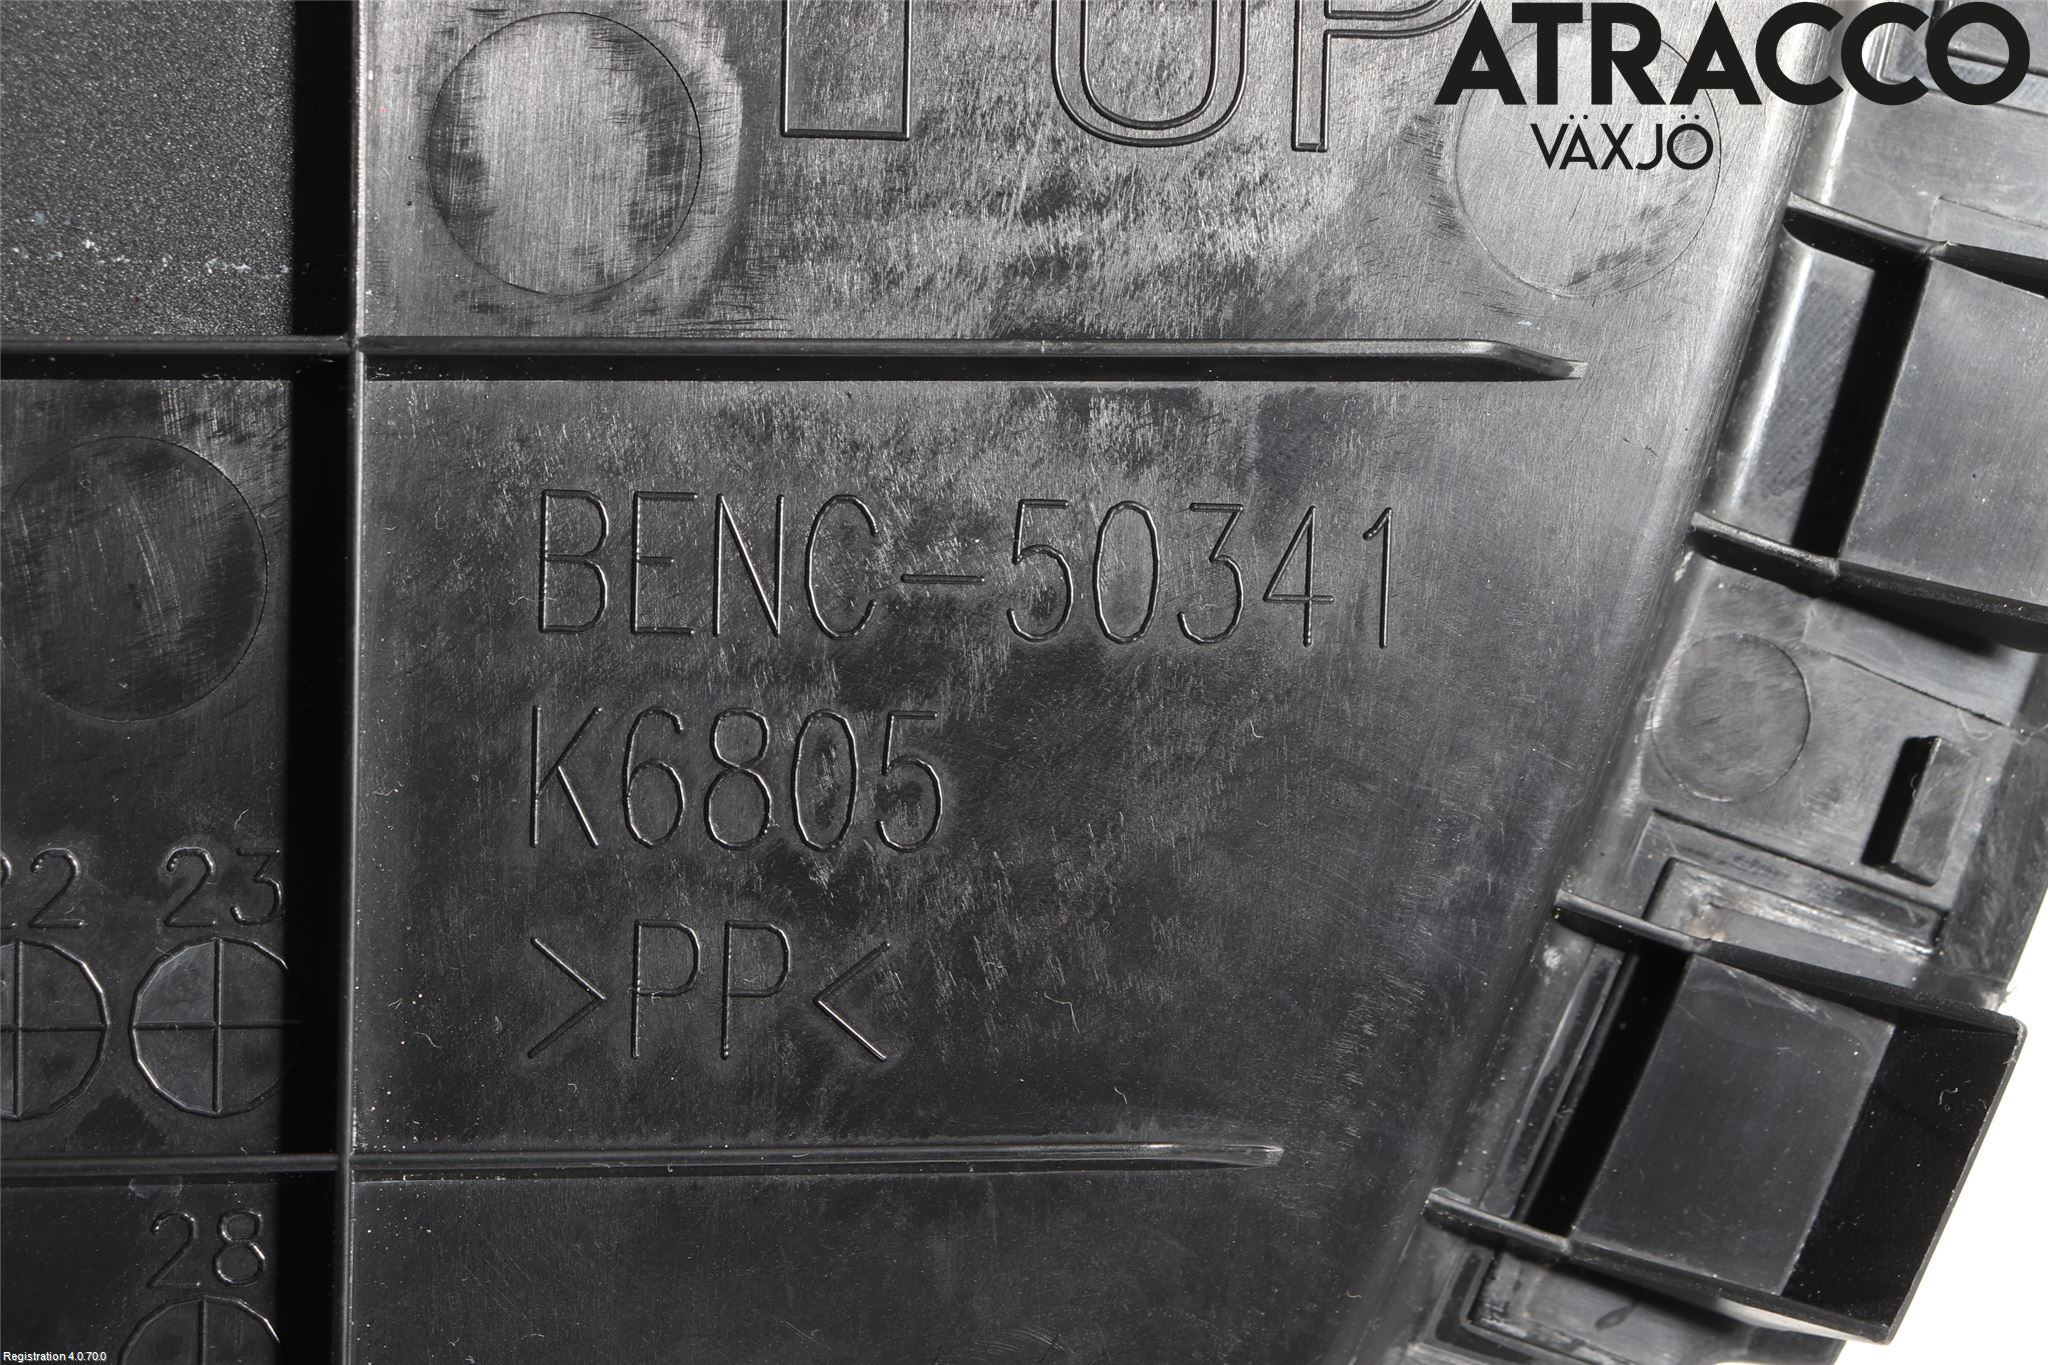 ATRACCO
VÄXJÖ
UP
BENC-50341
K6805
22 23
>PP<
28
Registration 4.0.70.0